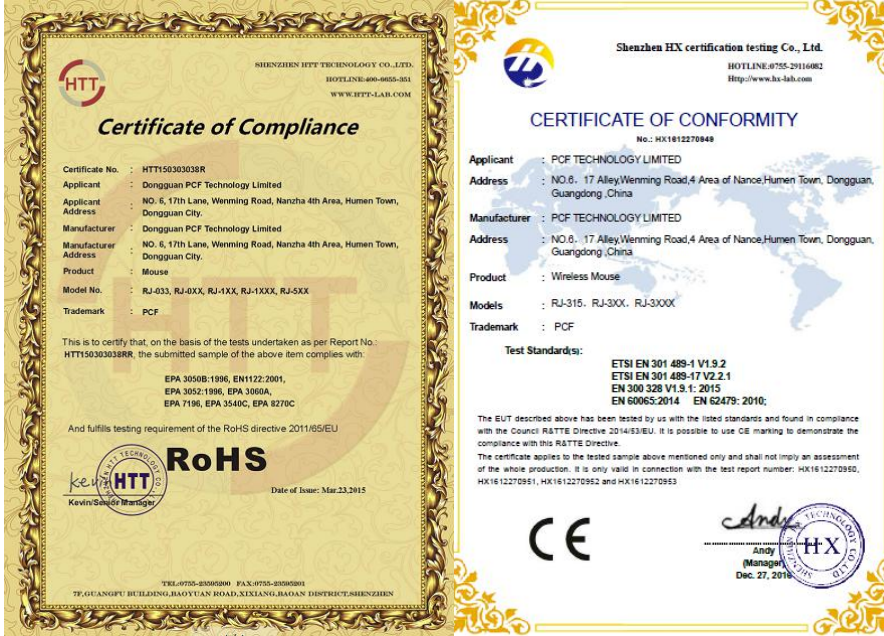 HTT
SHENZHEN HTT TECHNOLOGY CO.,LTD.
HOTLINE:400-6655-351
WWW.HTT-LAB.COM
Certificate of Compliance
Certificate No. : HTT150303038R
Applicant : Dongguan PCF Technology Limited
Applicant Address : NO. 6, 17th Lane, Wenming Road, Nanzha 4th Area, Humen Town,
Dongguan City.
Manufacturer : Dongguan PCF Technology Limited
Manufacturer Address : NO. 6, 17th Lane, Wenming Road, Nanzha 4th Area, Humen Town,
Dongguan City.
Product : Mouse
Model No. : RJ-033, RJ-0XX, RJ-1XX, RJ-1XXX, RJ-5XX
Trademark : PCF
This is to certify that, on the basis of the tests undertaken as per Report No.:
HTT150303038RR, the submitted sample of the above item complies with:
EPA 3050B:1996, EN1122:2001,
EPA 3052:1996, EPA 3060A,
EPA 7196, EPA 3540C, EPA 8270C
And fulfills testing requirement of the RoHS directive 2011/65/EU
RoHS
HTT
Kevin/Senior Manager
Date of Issue: Mar.23,2015
TEL:0755-23595200 FAX:0755-23595201
7F,GUANGFU BUILDING,BAOYUAN ROAD,XIXIANG,BAOAN DISTRICT,SHENZHEN
Shenzhen HX certification testing Co., Ltd.
HOTLINE:0755-29116082
Http://www.hx-lab.com
CERTIFICATE OF CONFORMITY
No.: HX1612270949
Applicant : PCF TECHNOLOGY LIMITED
Address : NO.6, 17 Alley,Wenming Road,4 Area of Nance,Humen Town, Dongguan,
Guangdong ,China
Manufacturer : PCF TECHNOLOGY LIMITED
Address : NO.6, 17 Alley,Wenming Road,4 Area of Nance,Humen Town, Dongguan,
Guangdong ,China
Product : Wireless Mouse
Models : RJ-315, RJ-3XX, RJ-3XXX
Trademark : PCF
Test Standard(s):
ETSI EN 301 489-1 V1.9.2
ETSI EN 301 489-17 V2.2.1
EN 300 328 V1.9.1: 2015
EN 60065:2014 EN 62479: 2010;
The EUT described above has been tested by us with the listed standards and found in compliance
with the Council R&TTE Directive 2014/53/EU. It is possible to use CE marking to demonstrate the
compliance with this R&TTE Directive.
The certificate applies to the tested sample above mentioned only and shall not imply an assessment
of the whole production. It is only valid in connection with the test report number: HX1612270950,
HX1612270951, HX1612270952 and HX1612270953
CE
Andy
HX
Andy
(Manager)
Dec. 27, 2016